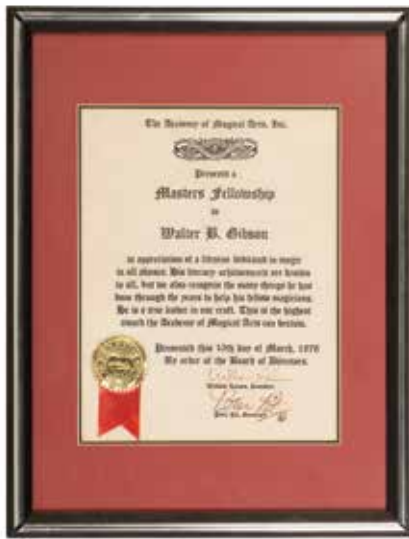 The Academy of Magical Arts, Inc.
Presented a
Masters Fellowship
to
Walter B. Gibson
in appreciation of a lifetime dedicated to magic
in all phases. His literary achievements are known
to all, but we also recognize the many things he has
done through the years to help his fellow magicians.
He is a true leader in our craft. This is the highest
award the Academy of Magical Arts can bestow.
Presented this 10th day of March, 1979
By order of the Board of Directors.